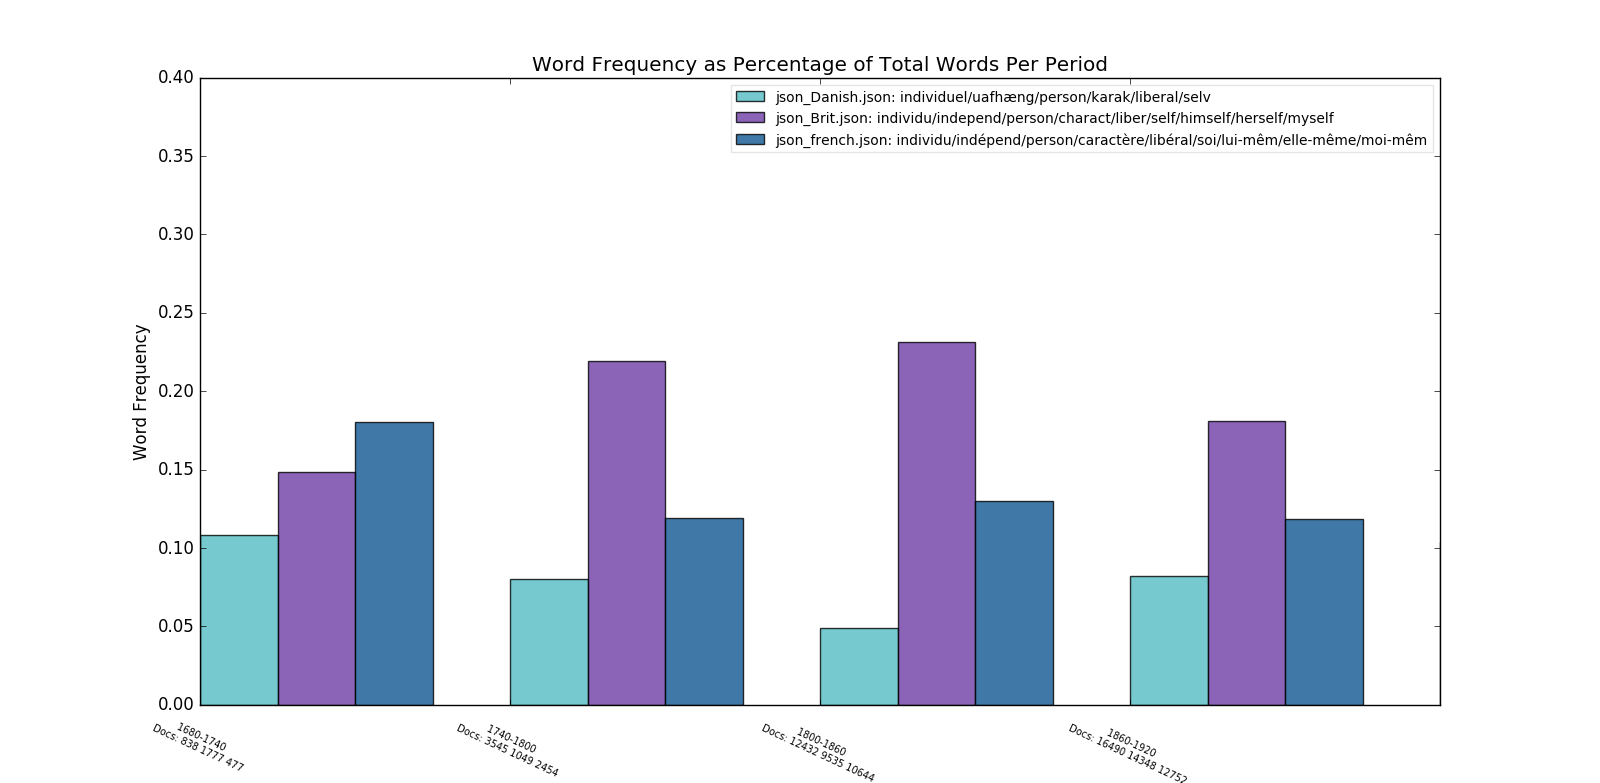 Word Frequency as Percentage of Total Words Per Period
json_Danish.json: individuel/uafhæng/person/karak/liberal/selv
json_Brit.json: individu/independ/person/charact/liber/self/himself/herself/myself
json_french.json: individu/indépend/person/caractère/libéral/soi/lui-mêm/elle-même/moi-mêm
Word Frequency
0.40
0.35
0.30
0.25
0.20
0.15
0.10
0.05
0.00
1680-1740
Docs: 838 1777 477
1740-1800
Docs: 3545 1049 2454
1800-1860
Docs: 12432 9535 10644
1860-1920
Docs: 16490 14348 12752